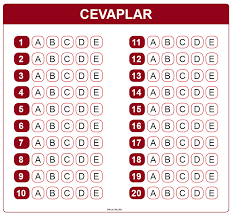 CEVAPLAR
1 A B C D E
2 A B C D E
3 A B C D E
4 A B C D E
5 A B C D E
6 A B C D E
7 A B C D E
8 A B C D E
9 A B C D E
10 A B C D E
11 A B C D E
12 A B C D E
13 A B C D E
14 A B C D E
15 A B C D E
16 A B C D E
17 A B C D E
18 A B C D E
19 A B C D E
20 A B C D E